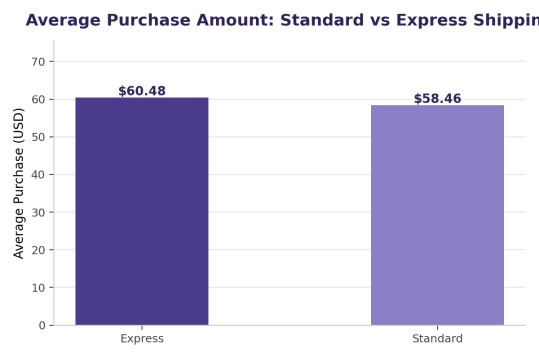 Average Purchase Amount: Standard vs Express Shippin
70
60
50
40
30
20
10
0
Average Purchase (USD)
$60.48
$58.46
Express
Standard